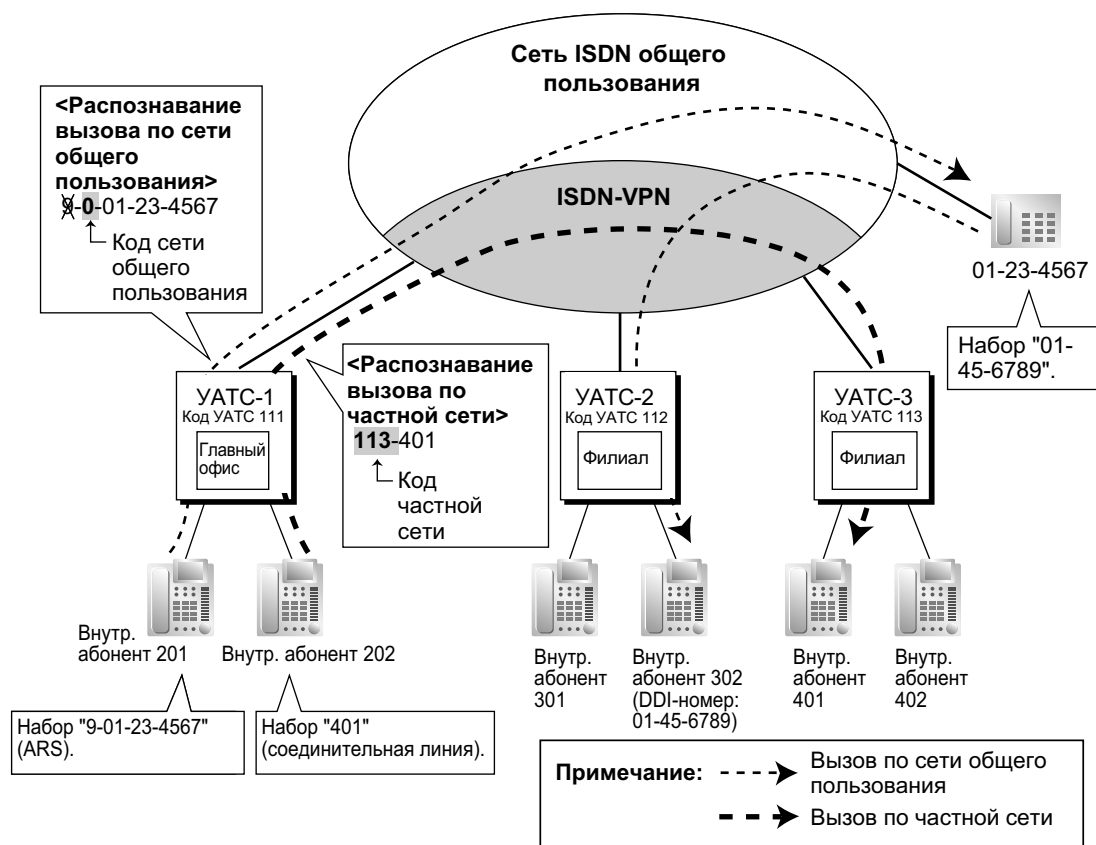 Сеть ISDN общего
пользования
<Распознавание
вызова по сети
общего
пользования>
9-0-01-23-4567
Код сети
общего
пользования
ISDN-VPN
01-23-4567
Набор "01-
45-6789".
<Распознавание
вызова по
частной сети>
113-401
Код
частной
сети
УАТС-1
Код УАТС 111
Главный
офис
УАТС-2
Код УАТС 112
Филиал
УАТС-3
Код УАТС 113
Филиал
Внутр.
абонент 201
Внутр. абонент 202
Внутр.
абонент
301
Внутр.
абонент 302
(DDI-номер:
01-45-6789)
Внутр.
абонент
401
Внутр.
абонент
402
Набор "9-01-23-4567"
(ARS).
Набор "401"
(соединительная линия).
Примечание:
Вызов по сети общего
пользования
Вызов по частной сети